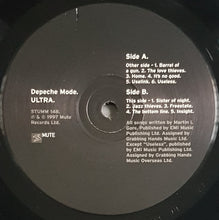 Side A.
Other side - 1. Barrel of
a gun. 2. The love thieves.
3. Home. 4. It's no good.
5. Uselink. 6. Useless.
Depeche Mode.
ULTRA.
STUMM 148.
℗ © 1997 Mute
Records Ltd.
MUTE
Side B.
This side - 1. Sister of night.
2. Jazz thieves. 3. Freestate.
4. The bottom line. 5. Insight.
All songs written by Martin L
Gore, Published by EMI Music
Publishing Ltd. Assigned by
Grabbing Hands Music Ltd.
Except "Useless", Published by
EMI Music Publishing Ltd.
Assigned by Grabbing Hands
Music Overseas Ltd.